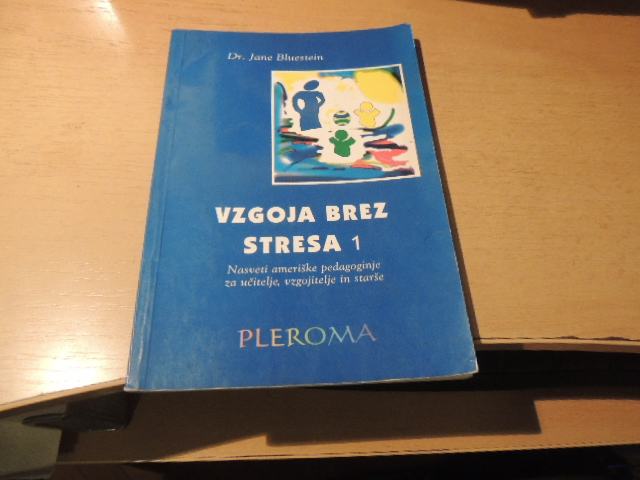 Dr. Jane Bluestein
VZGOJA BREZ
STRESA 1
Nasveti ameriške pedagoginje
za učitelje, vzgojitelje in starše
PLEROMA